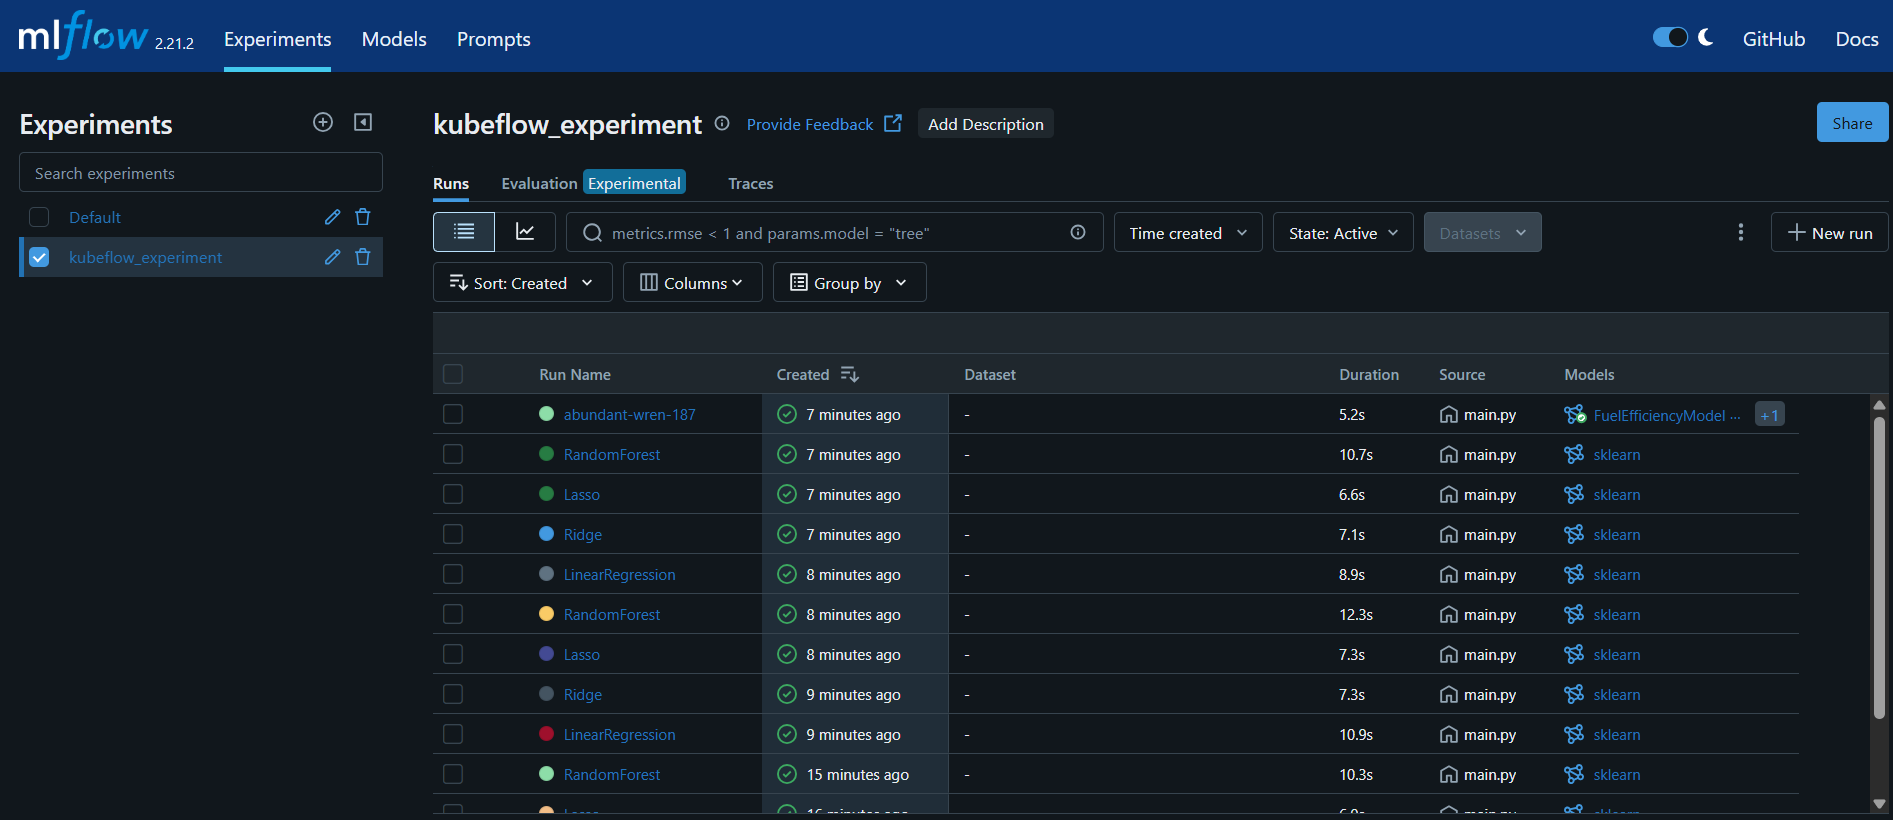 mlflow 2.21.2 Experiments Models Prompts GitHub Docs
Experiments
Search experiments
Default
kubeflow_experiment
kubeflow_experiment Provide Feedback Add Description Share
Runs Evaluation Experimental Traces
metrics.rmse < 1 and params.model = "tree" Time created State: Active Datasets New run
Sort: Created Columns Group by
Run Name Created Dataset Duration Source Models
abundant-wren-187 7 minutes ago - 5.2s main.py FuelEfficiencyModel ... +1
RandomForest 7 minutes ago - 10.7s main.py sklearn
Lasso 7 minutes ago - 6.6s main.py sklearn
Ridge 7 minutes ago - 7.1s main.py sklearn
LinearRegression 8 minutes ago - 8.9s main.py sklearn
RandomForest 8 minutes ago - 12.3s main.py sklearn
Lasso 8 minutes ago - 7.3s main.py sklearn
Ridge 9 minutes ago - 7.3s main.py sklearn
LinearRegression 9 minutes ago - 10.9s main.py sklearn
RandomForest 15 minutes ago - 10.3s main.py sklearn